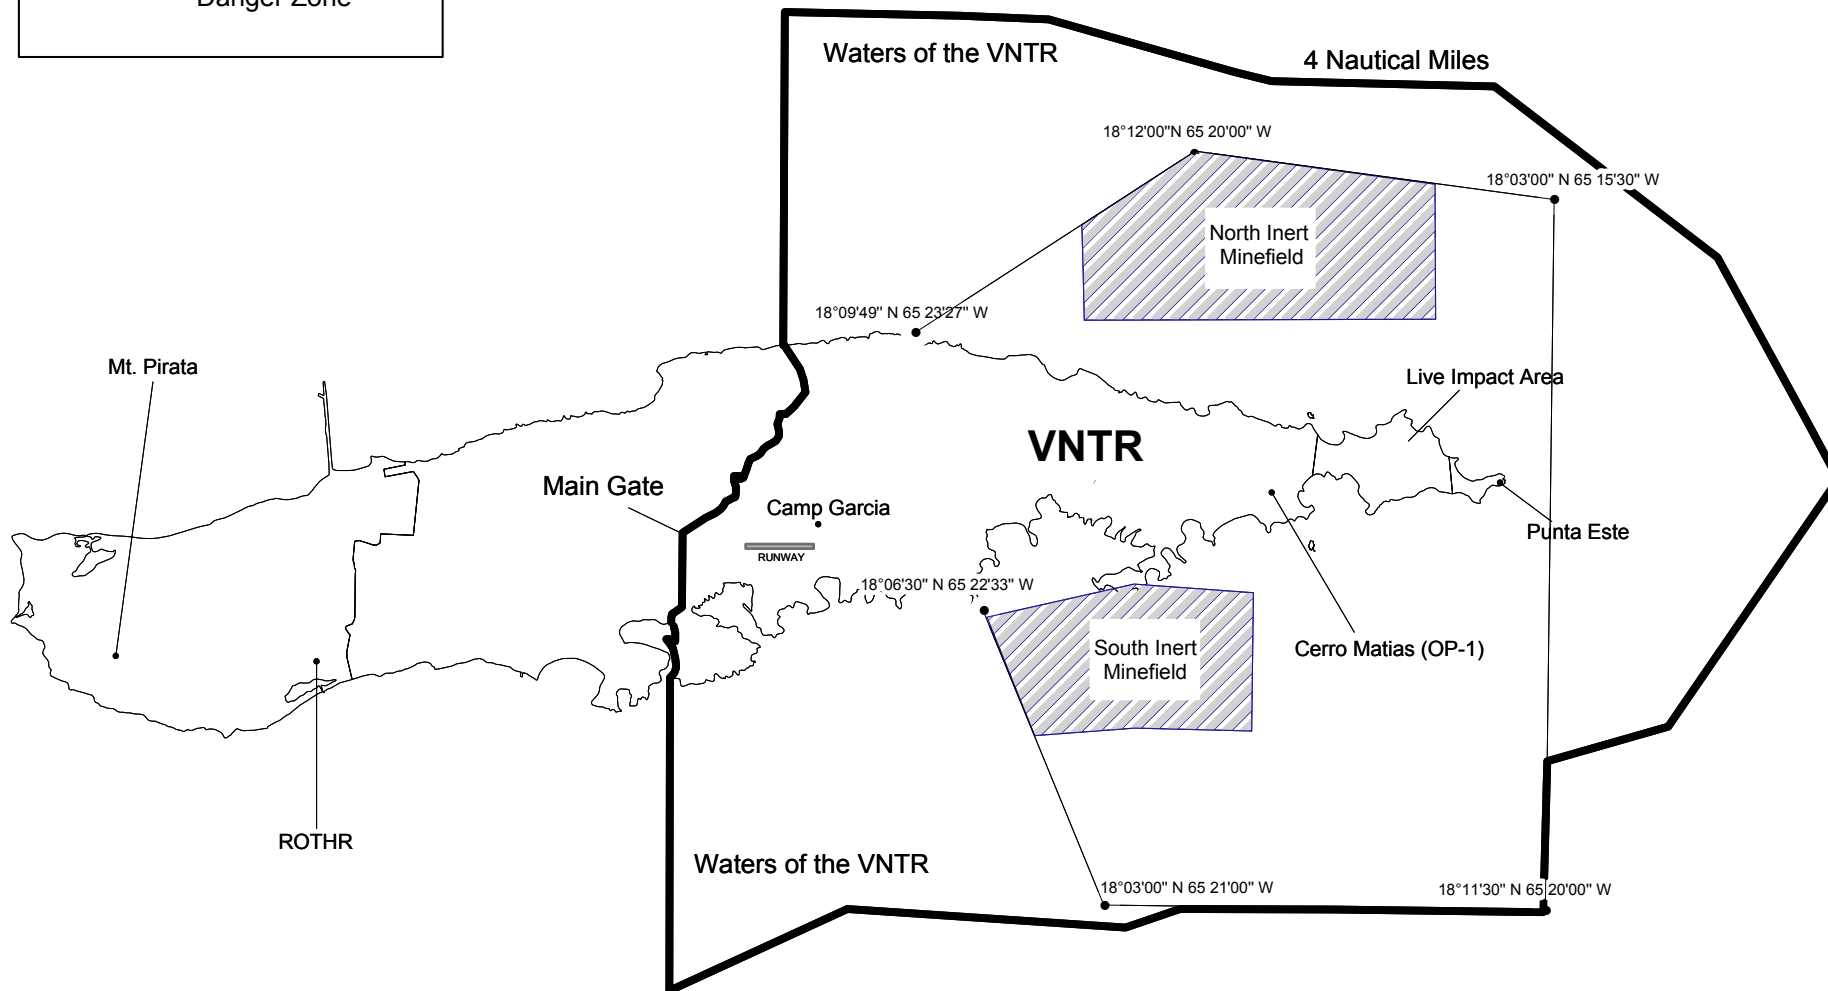 Danger Zone
Waters of the VNTR
4 Nautical Miles
18°12'00"N 65 20'00" W
18°03'00" N 65 15'30" W
North Inert
Minefield
18°09'49" N 65 23'27" W
Mt. Pirata
Live Impact Area
VNTR
Main Gate
Camp Garcia
Punta Este
RUNWAY
18°06'30" N 65 22'33" W
South Inert
Minefield
Cerro Matias (OP-1)
ROTHR
Waters of the VNTR
18°03'00" N 65 21'00" W
18°11'30" N 65 20'00" W